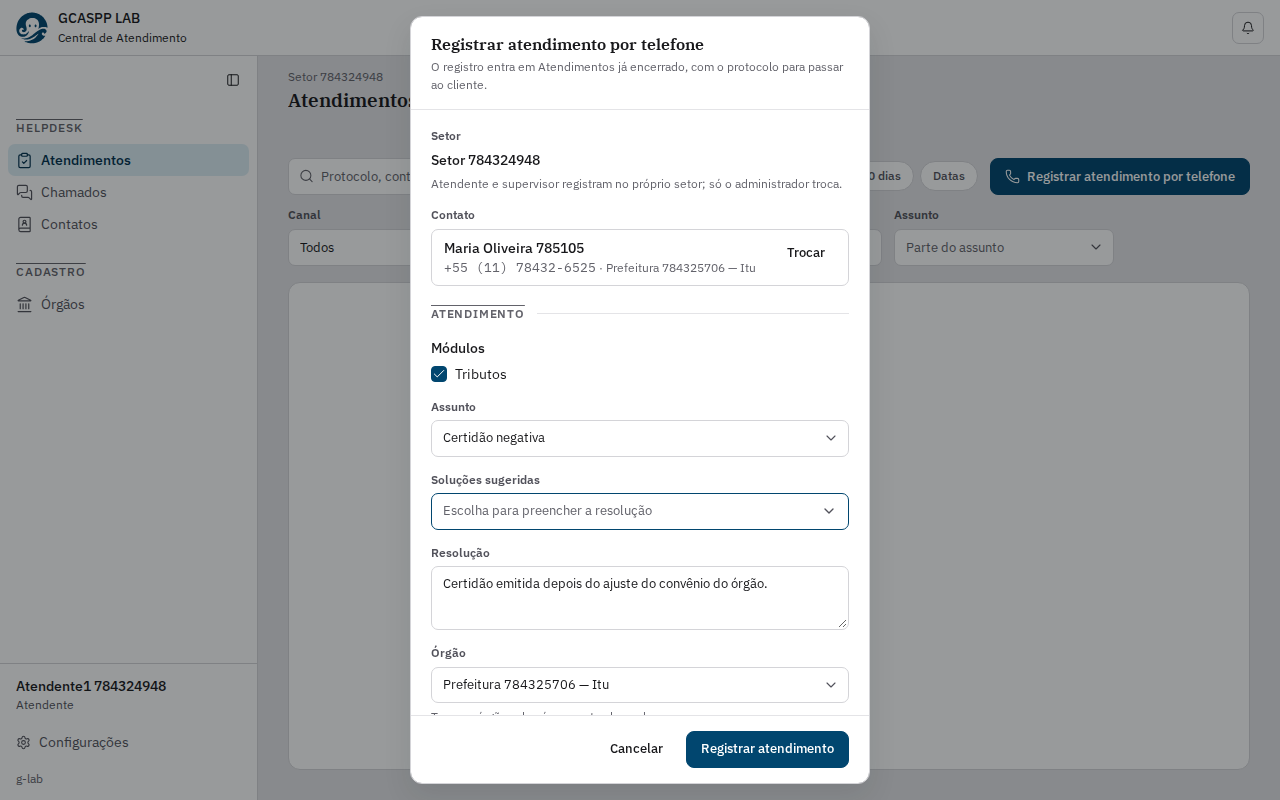 GCASPP LAB
Central de Atendimento
HELPDESK
Atendimentos
Chamados
Contatos
CADASTRO
Órgãos
Atendente1 784324948
Atendente
Configurações
g-lab
Setor 784324948
Atendimentos
Protocolo, cont
0 dias
Datas
Registrar atendimento por telefone
Canal
Todos
Assunto
Parte do assunto
Registrar atendimento por telefone
O registro entra em Atendimentos já encerrado, com o protocolo para passar
ao cliente.
Setor
Setor 784324948
Atendente e supervisor registram no próprio setor; só o administrador troca.
Contato
Maria Oliveira 785105
+55 (11) 78432-6525 · Prefeitura 784325706 — Itu
Trocar
ATENDIMENTO
Módulos
Tributos
Assunto
Certidão negativa
Soluções sugeridas
Escolha para preencher a resolução
Resolução
Certidão emitida depois do ajuste do convênio do órgão.
Órgão
Prefeitura 784325706 — Itu
Cancelar
Registrar atendimento